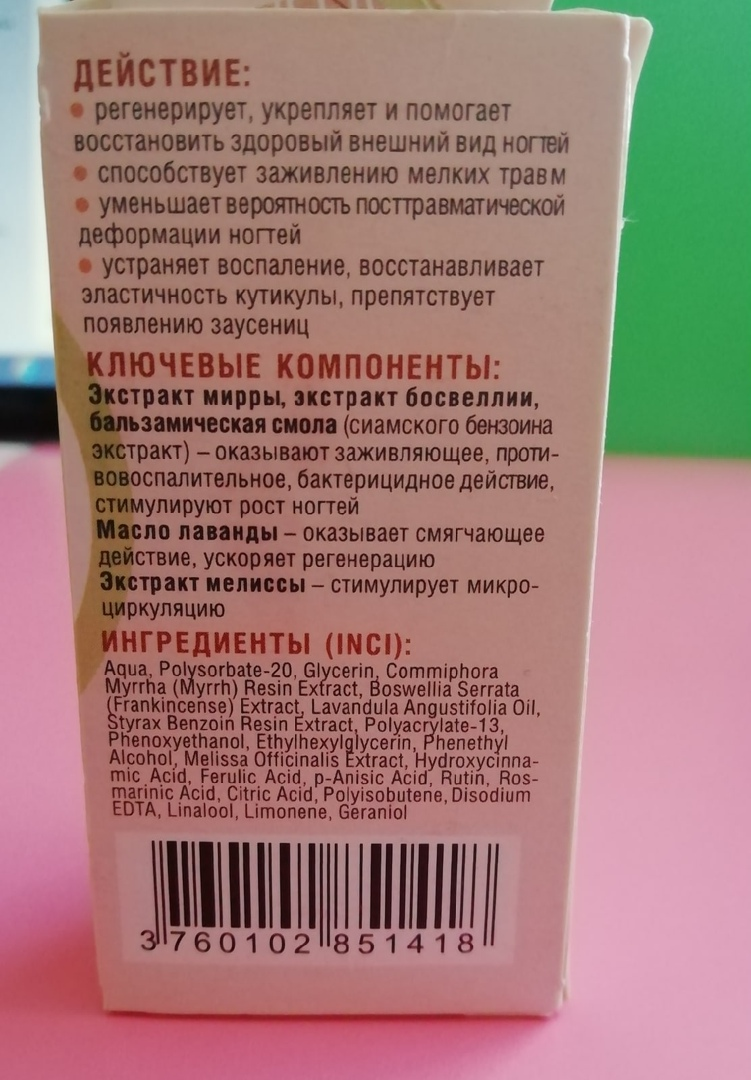 ДЕЙСТВИЕ:
• регенерирует, укрепляет и помогает
восстановить здоровый внешний вид ногтей
• способствует заживлению мелких травм
• уменьшает вероятность посттравматической
деформации ногтей
• устраняет воспаление, восстанавливает
эластичность кутикулы, препятствует
появлению заусениц
КЛЮЧЕВЫЕ КОМПОНЕНТЫ:
Экстракт мирры, экстракт босвеллии,
бальзамическая смола (сиамского бензоина
экстракт) – оказывают заживляющее, проти-
вовоспалительное, бактерицидное действие,
стимулируют рост ногтей
Масло лаванды – оказывает смягчающее
действие, ускоряет регенерацию
Экстракт мелиссы – стимулирует микро-
циркуляцию
ИНГРЕДИЕНТЫ (INCI):
Aqua, Polysorbate-20, Glycerin, Commiphora
Myrrha (Myrrh) Resin Extract, Boswellia Serrata
(Frankincense) Extract, Lavandula Angustifolia Oil,
Styrax Benzoin Resin Extract, Polyacrylate-13,
Phenoxyethanol, Ethylhexylglycerin, Phenethyl
Alcohol, Melissa Officinalis Extract, Hydroxycinna-
mic Acid, Ferulic Acid, p-Anisic Acid, Rutin, Ros-
marinic Acid, Citric Acid, Polyisobutene, Disodium
EDTA, Linalool, Limonene, Geraniol
3 760102 851418